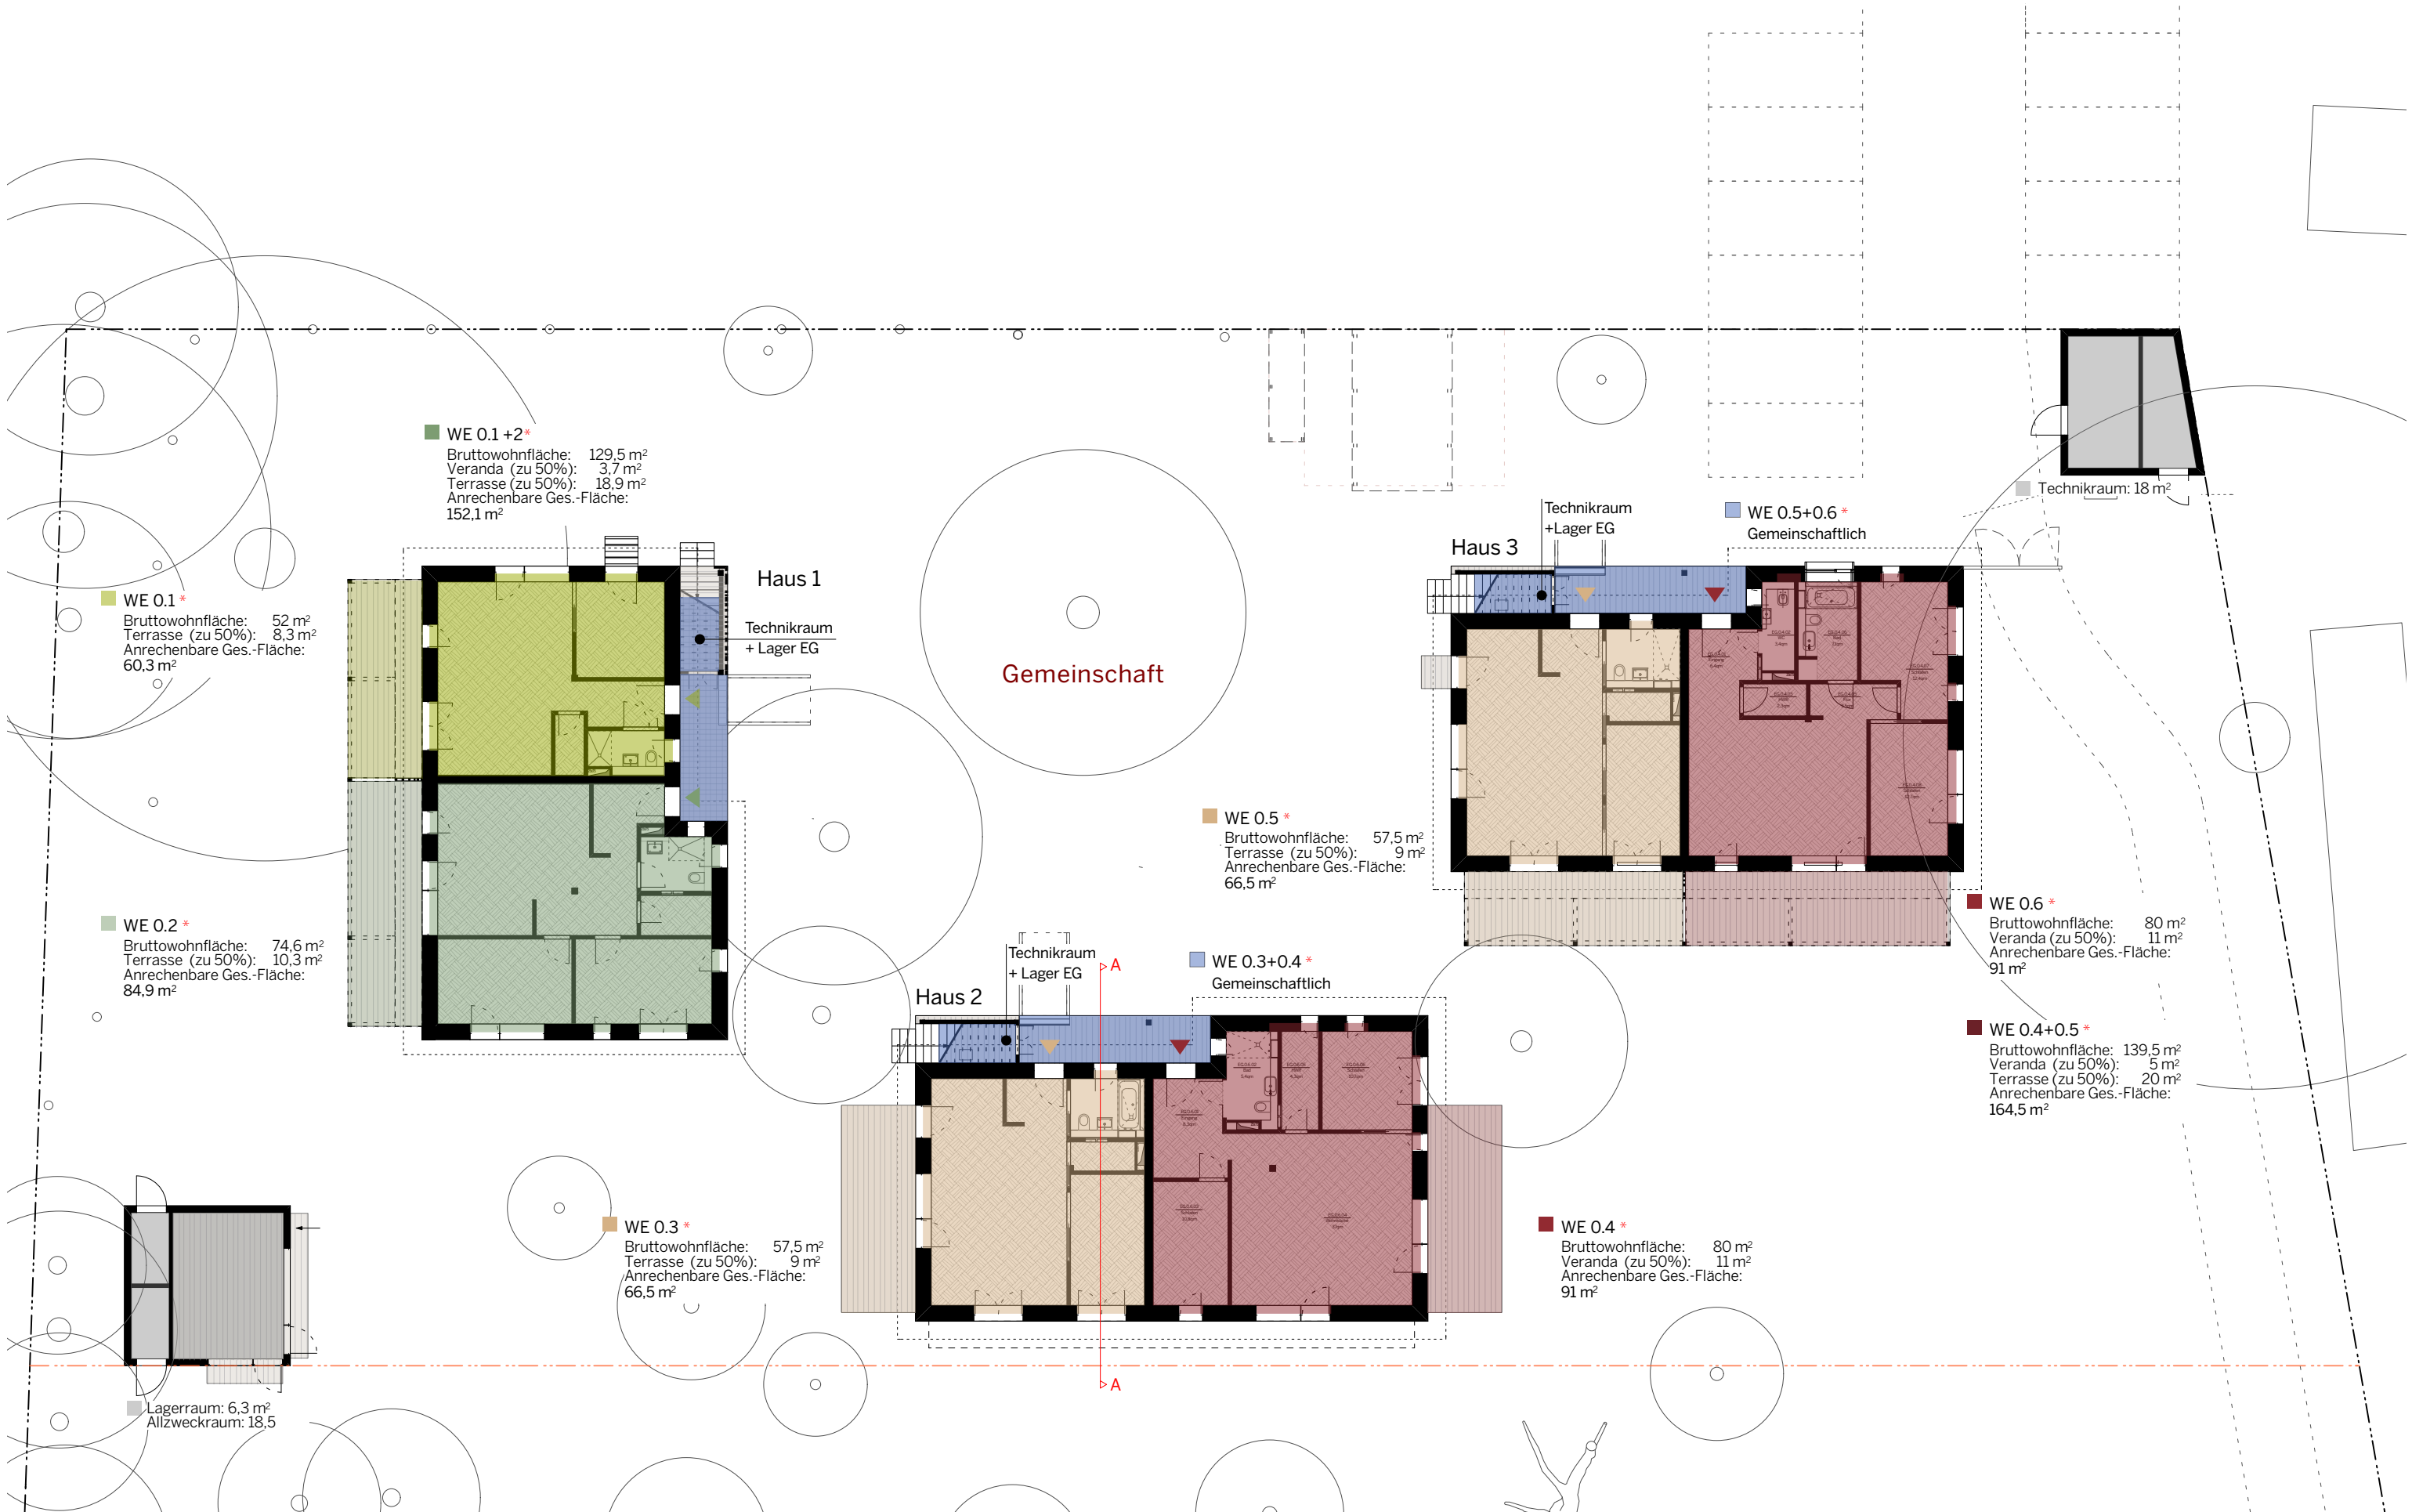 WE 0.1 +2*
Bruttowohnfläche: 129,5 m²
Veranda (zu 50%): 3,7 m²
Terrasse (zu 50%): 18,9 m²
Anrechenbare Ges.-Fläche:
152,1 m²
WE 0.1 *
Bruttowohnfläche: 52 m²
Terrasse (zu 50%): 8,3 m²
Anrechenbare Ges.-Fläche:
60,3 m²
Haus 1
Technikraum
+ Lager EG
WE 0.2 *
Bruttowohnfläche: 74,6 m²
Terrasse (zu 50%): 10,3 m²
Anrechenbare Ges.-Fläche:
84,9 m²
Gemeinschaft
Technikraum: 18 m²
Haus 3
Technikraum
+Lager EG
WE 0.5+0.6 *
Gemeinschaftlich
WE 0.5 *
Bruttowohnfläche: 57,5 m²
Terrasse (zu 50%): 9 m²
Anrechenbare Ges.-Fläche:
66,5 m²
WE 0.6 *
Bruttowohnfläche: 80 m²
Veranda (zu 50%): 11 m²
Anrechenbare Ges.-Fläche:
91 m²
WE 0.4+0.5 *
Bruttowohnfläche: 139,5 m²
Veranda (zu 50%): 5 m²
Terrasse (zu 50%): 20 m²
Anrechenbare Ges.-Fläche:
164,5 m²
Haus 2
Technikraum
+ Lager EG
A
WE 0.3+0.4 *
Gemeinschaftlich
WE 0.3 *
Bruttowohnfläche: 57,5 m²
Terrasse (zu 50%): 9 m²
Anrechenbare Ges.-Fläche:
66,5 m²
WE 0.4 *
Bruttowohnfläche: 80 m²
Veranda (zu 50%): 11 m²
Anrechenbare Ges.-Fläche:
91 m²
A
Lagerraum: 6,3 m²
Allzweckraum: 18,5